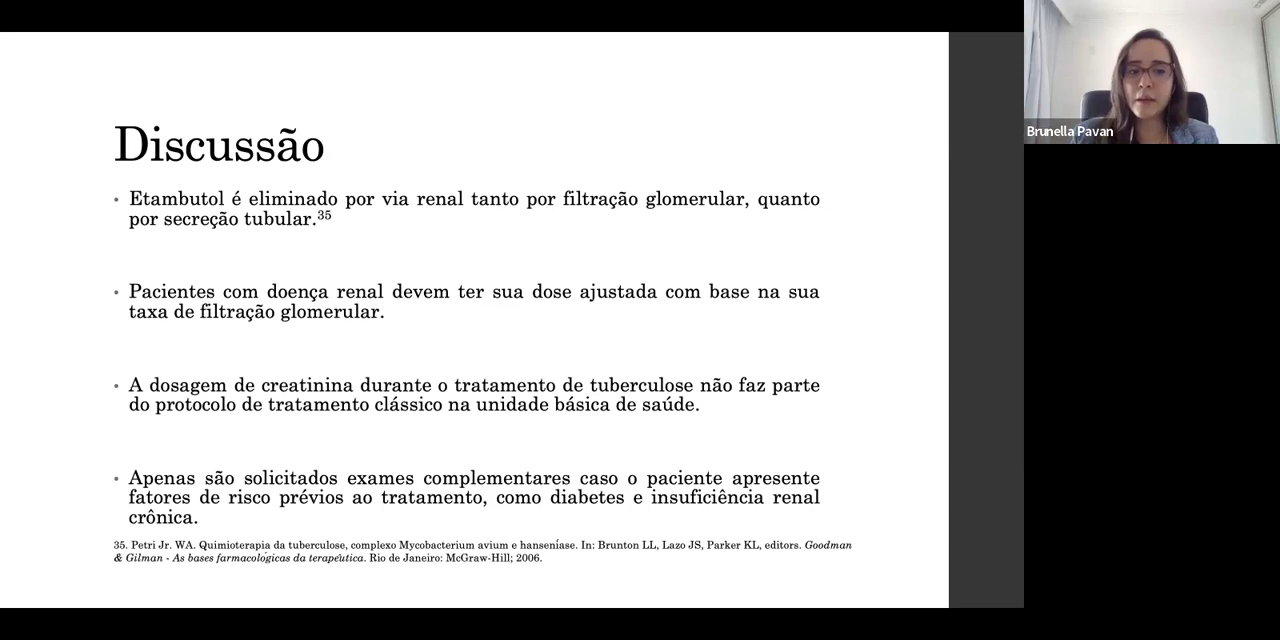 Discussão
• Etambutol é eliminado por via renal tanto por filtração glomerular, quanto
por secreção tubular.³⁵
• Pacientes com doença renal devem ter sua dose ajustada com base na sua
taxa de filtração glomerular.
• A dosagem de creatinina durante o tratamento de tuberculose não faz parte
do protocolo de tratamento clássico na unidade básica de saúde.
• Apenas são solicitados exames complementares caso o paciente apresente
fatores de risco prévios ao tratamento, como diabetes e insuficiência renal
crônica.
35. Petri Jr. WA. Quimioterapia da tuberculose, complexo Mycobacterium avium e hanseníase. In: Brunton LL, Lazo JS, Parker KL, editors. Goodman
& Gilman - As bases farmacológicas da terapêutica. Rio de Janeiro: McGraw-Hill; 2006.
Brunella Pavan